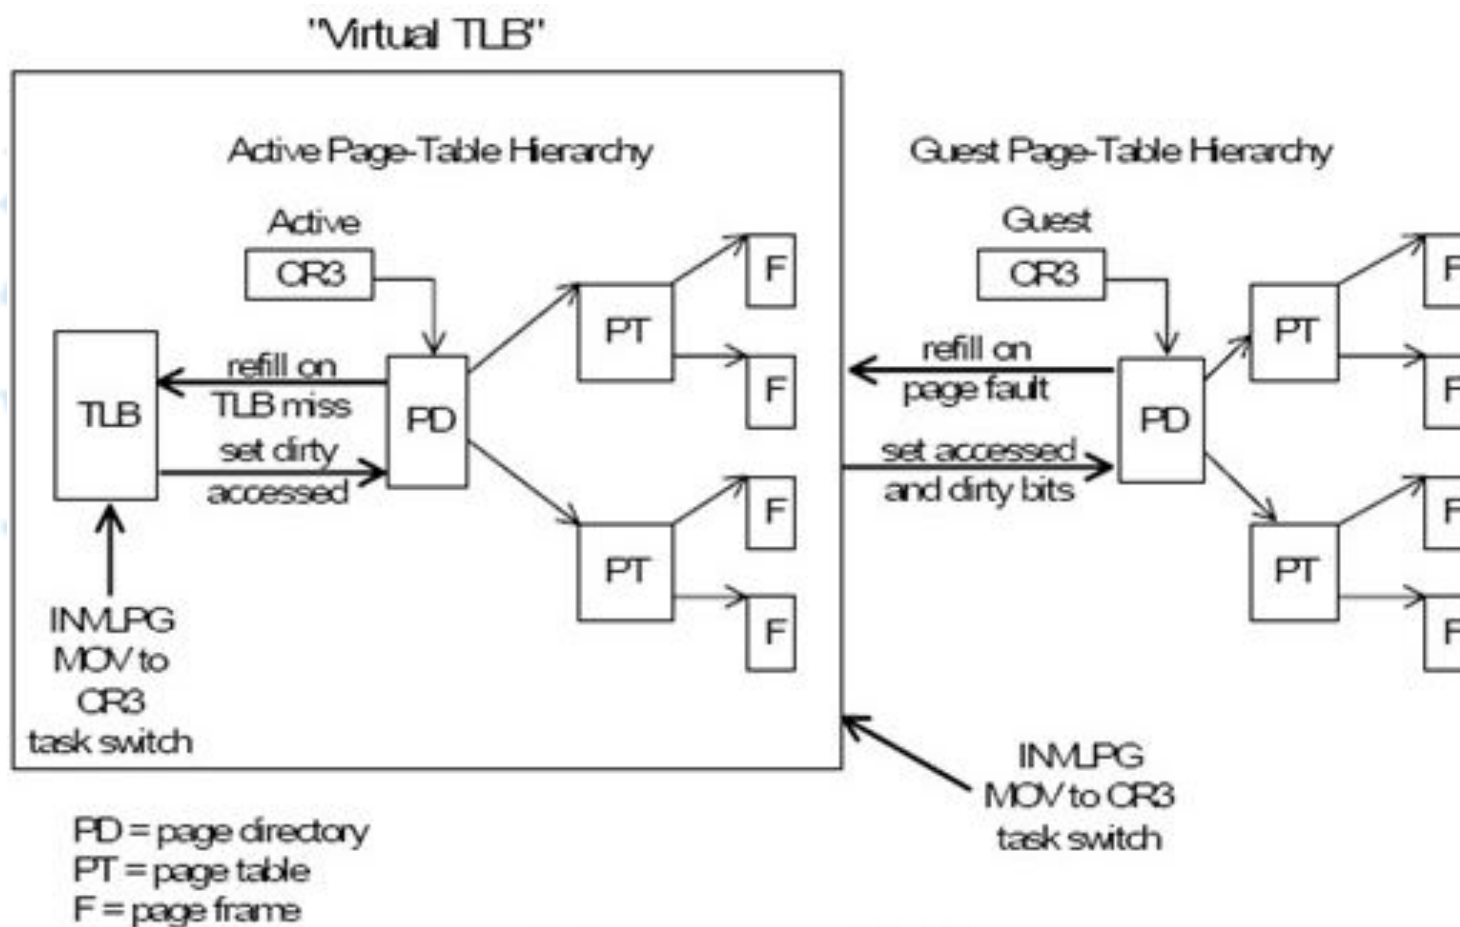 "Virtual TLB"
Active Page-Table Hierarchy
Guest Page-Table Hierarchy
Active
CR3
Guest
CR3
F
PT
F
F
PT
F
refill on
TLB miss
TLB
PD
set dirty
accessed
refill on
page fault
PD
set accessed
and dirty bits
F
PT
F
F
PT
F
INVLPG
MOV to
CR3
task switch
INVLPG
MOV to CR3
task switch
PD = page directory
PT = page table
F = page frame